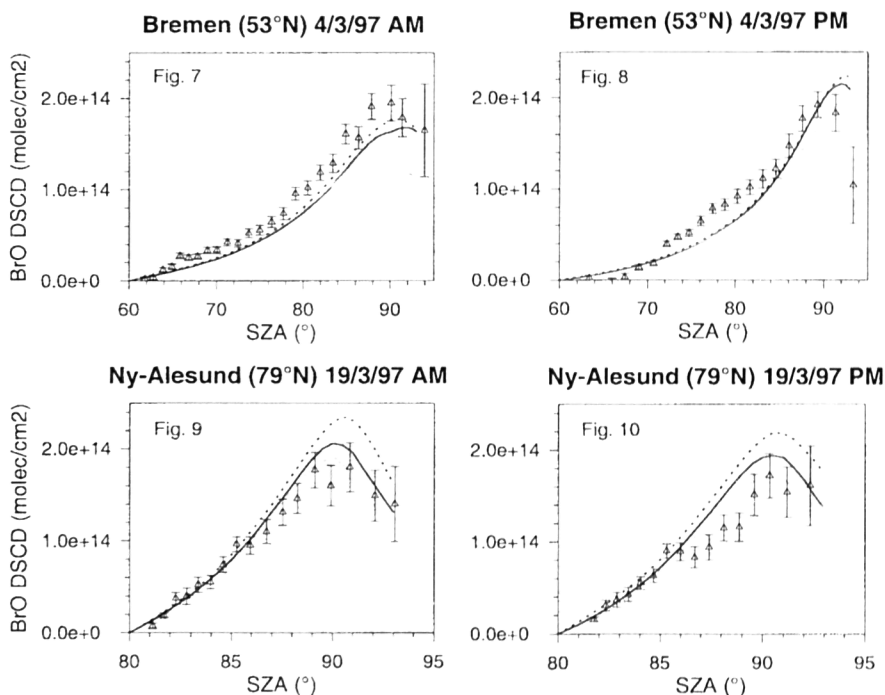 Bremen (53°N) 4/3/97 AM
Fig. 7
BrO DSCD (molec/cm2)
2.0e+14
1.0e+14
0.0e+0
60 70 80 90
SZA (°)
Bremen (53°N) 4/3/97 PM
Fig. 8
2.0e+14
1.0e+14
0.0e+0
60 70 80 90
SZA (°)
Ny-Alesund (79°N) 19/3/97 AM
Fig. 9
BrO DSCD (molec/cm2)
2.0e+14
1.0e+14
0.0e+0
80 85 90 95
SZA (°)
Ny-Alesund (79°N) 19/3/97 PM
Fig. 10
2.0e+14
1.0e+14
0.0e+0
80 85 90 95
SZA (°)